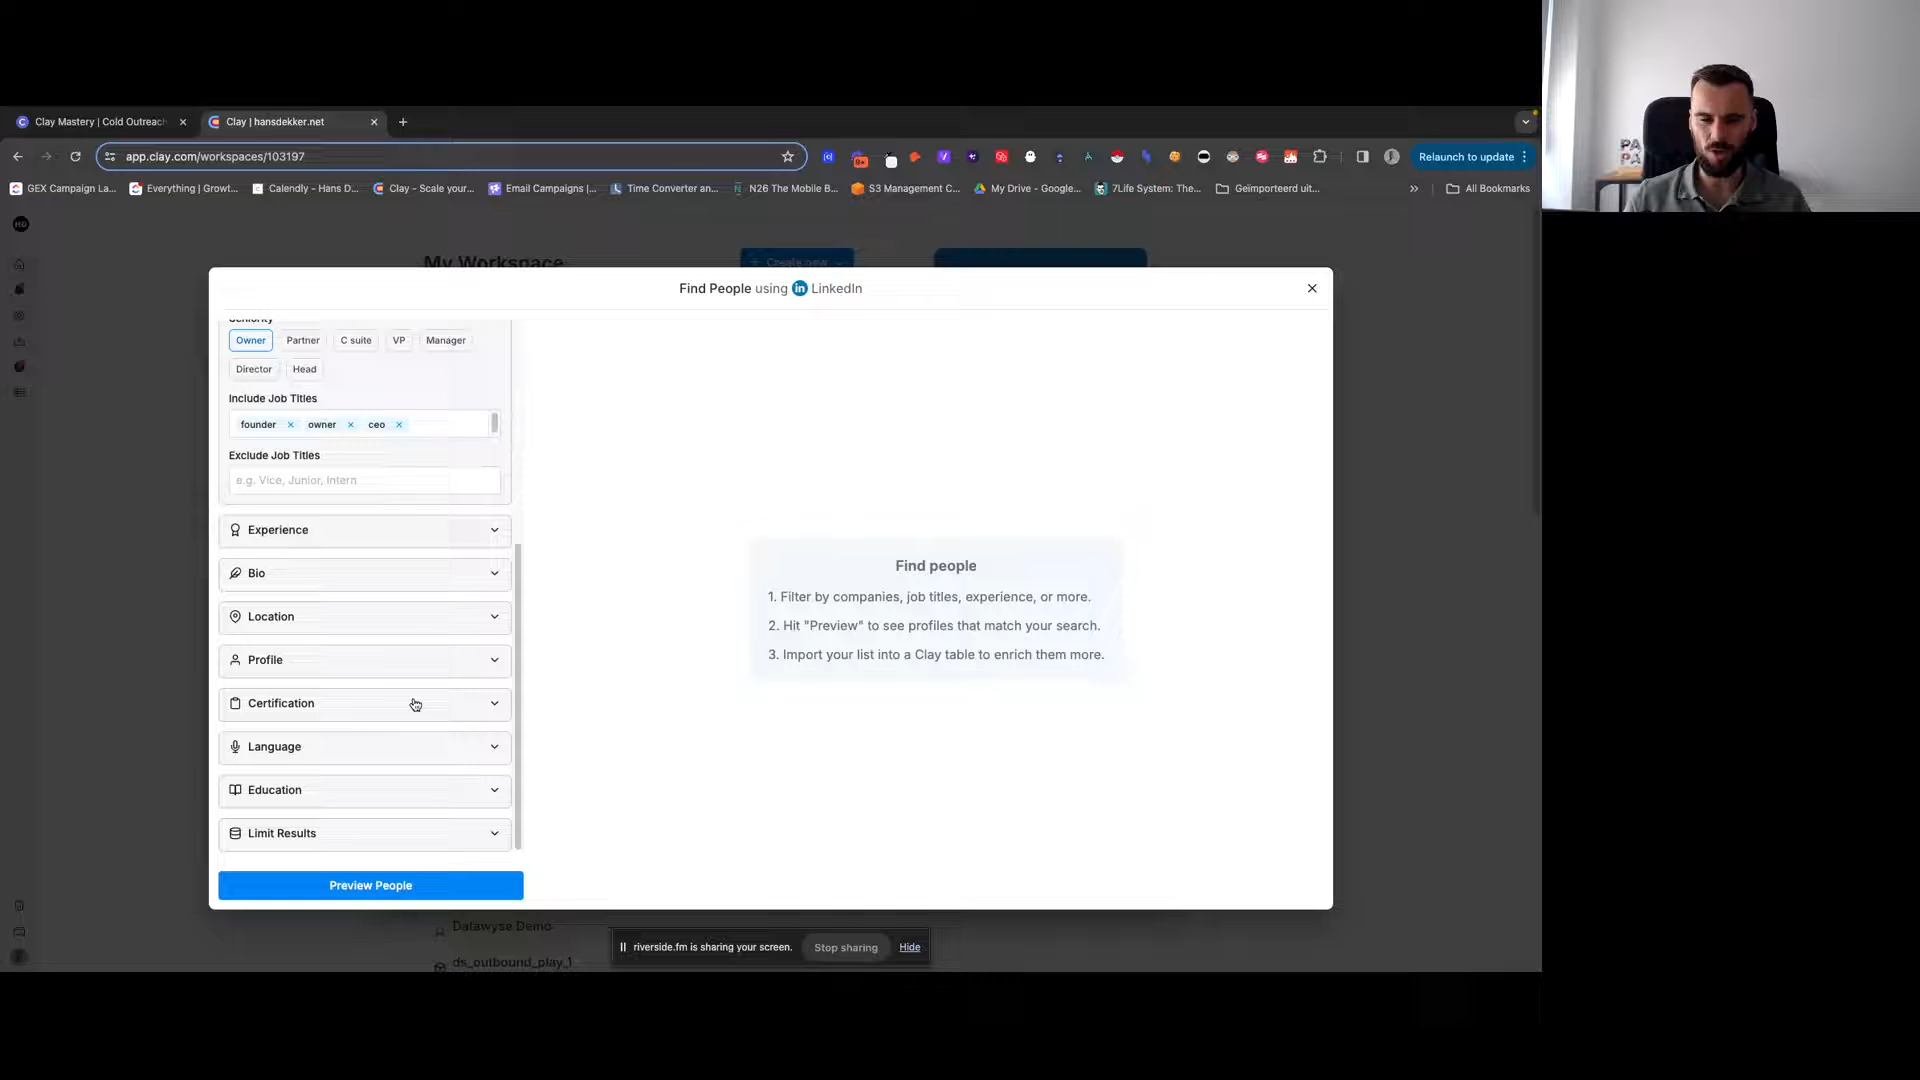 Clay Mastery | Cold Outreach
Clay | hansdekker.net
app.clay.com/workspaces/103197
Relaunch to update
GEX Campaign La...
Everything | Growt...
Calendly - Hans D...
Clay - Scale your...
Email Campaigns |...
Time Converter an...
N26 The Mobile B...
S3 Management C...
My Drive - Google...
7Life System: The...
Geïmporteerd uit...
All Bookmarks
HD
My Workspace
Create new
Find People using LinkedIn
Seniority
Owner
Partner
C suite
VP
Manager
Director
Head
Include Job Titles
founder
owner
ceo
Exclude Job Titles
e.g. Vice, Junior, Intern
Experience
Bio
Location
Profile
Certification
Language
Education
Limit Results
Preview People
Find people
1. Filter by companies, job titles, experience, or more.
2. Hit "Preview" to see profiles that match your search.
3. Import your list into a Clay table to enrich them more.
Datawyse Demo
ds_outbound_play_1
riverside.fm is sharing your screen.
Stop sharing
Hide